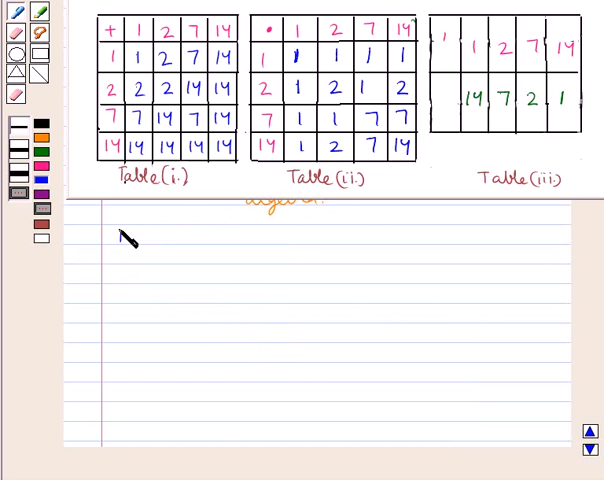 + 1 2 7 14
1 1 2 7 14
2 2 2 14 14
7 7 14 7 14
14 14 14 14 14
Table(i.)
• 1 2 7 14
1 1 1 1 1
2 1 2 1 2
7 1 1 7 7
14 1 2 7 14
Table(ii.)
' 1 2 7 14
14 7 2 1
Table(iii)